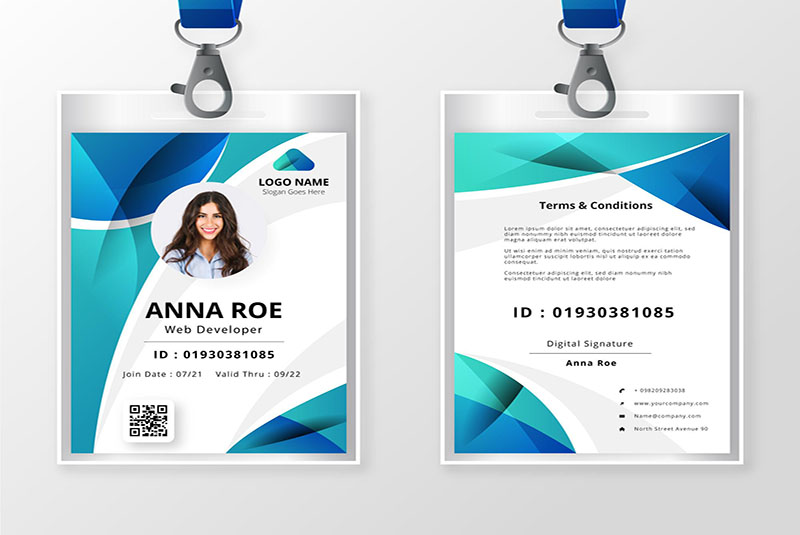 LOGO NAME
Slogan Goes Here
ANNA ROE
Web Developer
ID : 01930381085
Join Date : 07/21 Valid Thru : 09/22
Terms & Conditions
Lorem ipsum dolor sit amet, consectetuer adipiscing elit, sed
diam nonummy nibh euismod tincidunt ut laoreet dolore magna
aliquam erat volutpat.
Ut wisi enim ad minim veniam, quis nostrud exerci tation
ullamcorper suscipit lobortis nisl ut aliquip ex ea commodo
consequat.
Consectetuer adipiscing elit, sed diam nonummy nibh
euismod tincidunt ut laoreet dolore magna
ID : 01930381085
Digital Signature
Anna Roe
+ 098209283038
www.yourcompany.com
Name@company.com
North Street Avenue 90